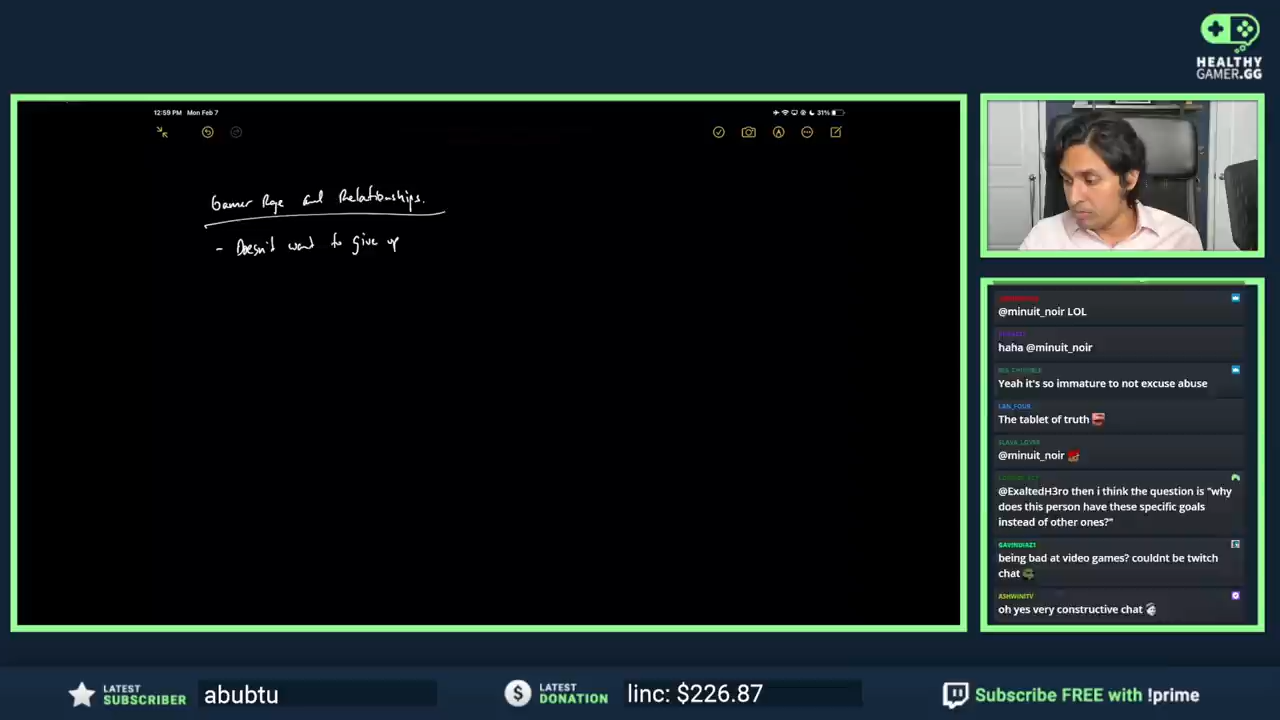 HEALTHY
GAMER.GG
12:59 PM Mon Feb 7
31%
Gamer Rage and Relationships.
- Doesn't want to give up
@minuit_noir LOL
haha @minuit_noir
Yeah it's so immature to not excuse abuse
LAN_FOUR
The tablet of truth
SLAVA_LOVER
@minuit_noir
@ExaltedH3ro then i think the question is "why
does this person have these specific goals
instead of other ones?"
GAVINDIAZ1
being bad at video games? couldnt be twitch
chat
ASHWINITV
oh yes very constructive chat
LATEST
SUBSCRIBER
abubtu
LATEST
DONATION
linc: $226.87
Subscribe FREE with !prime